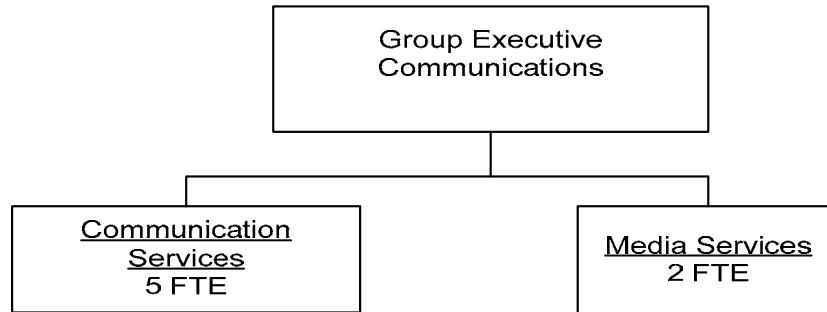 Group Executive
Communications
Communication
Services
5 FTE
Media Services
2 FTE